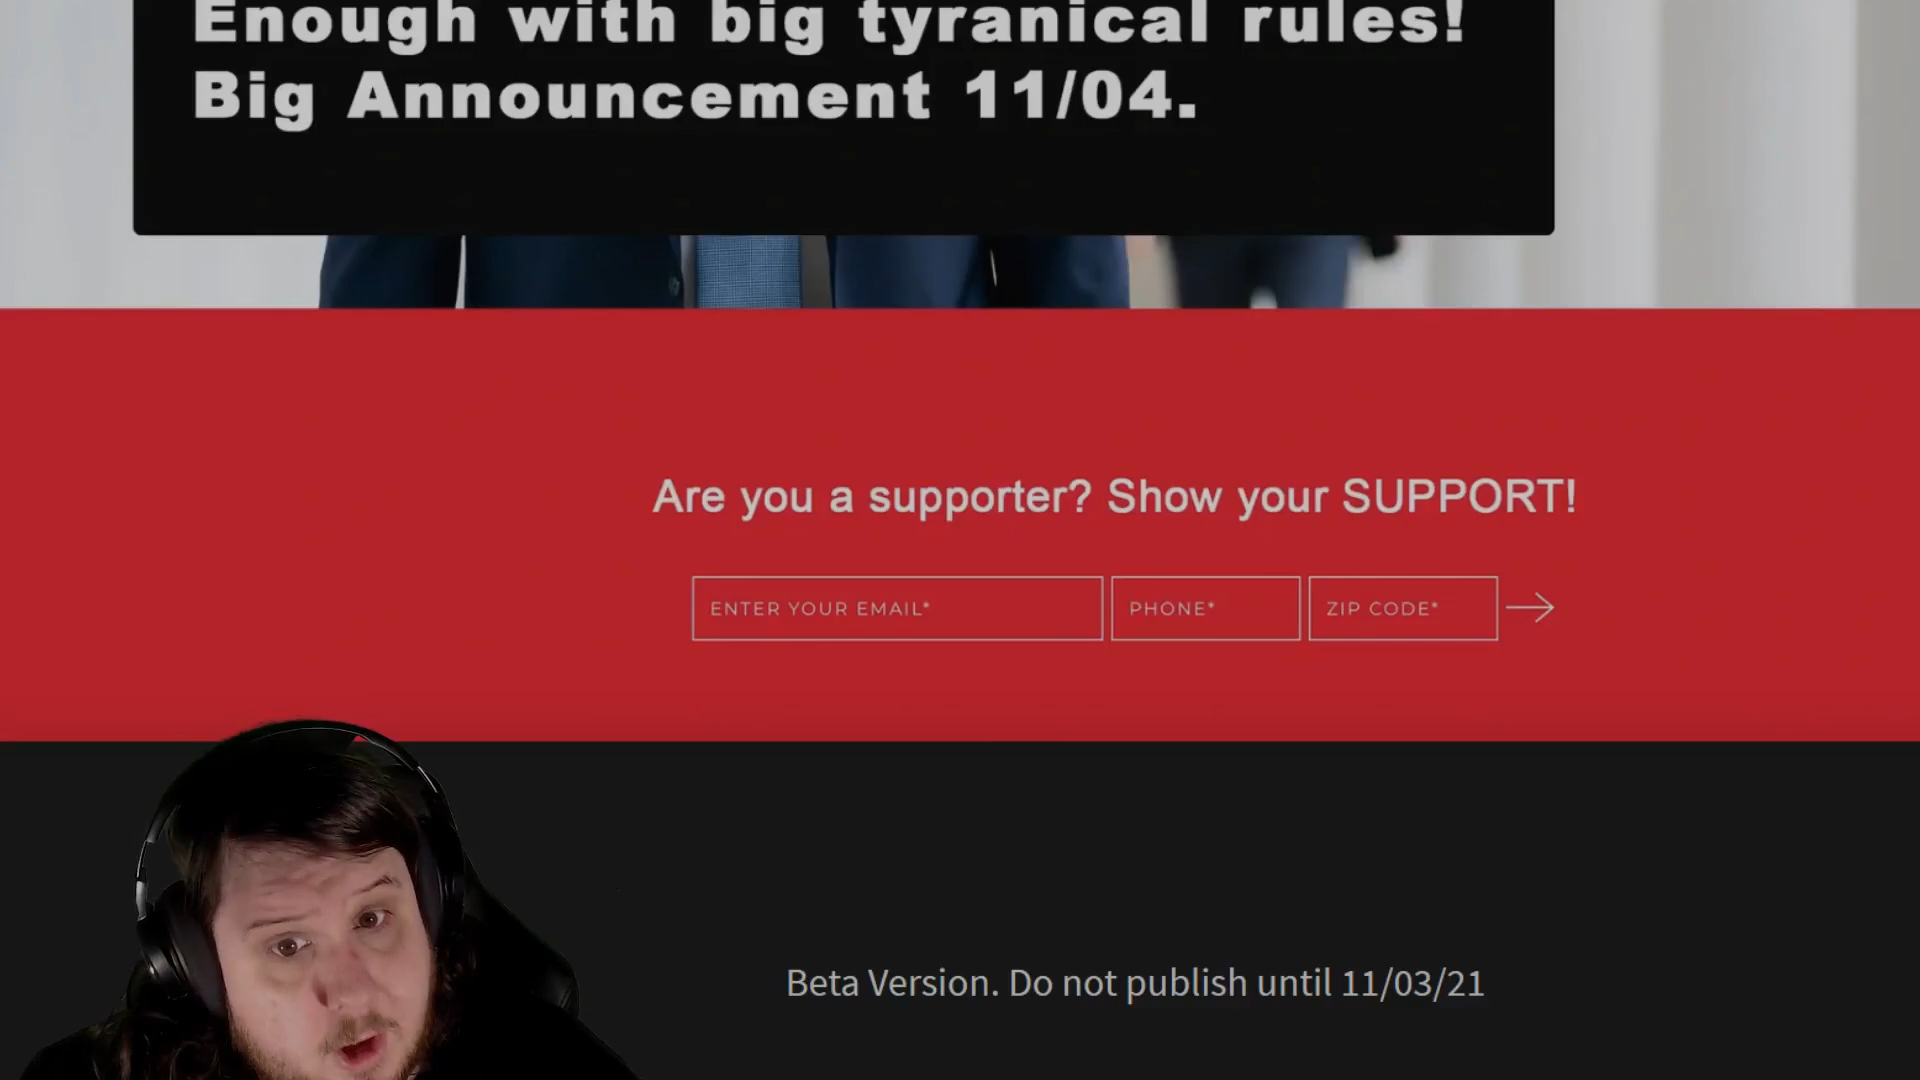 Enough with big tyranical rules!
Big Announcement 11/04.
Are you a supporter? Show your SUPPORT!
ENTER YOUR EMAIL* PHONE* ZIP CODE*
Beta Version. Do not publish until 11/03/21